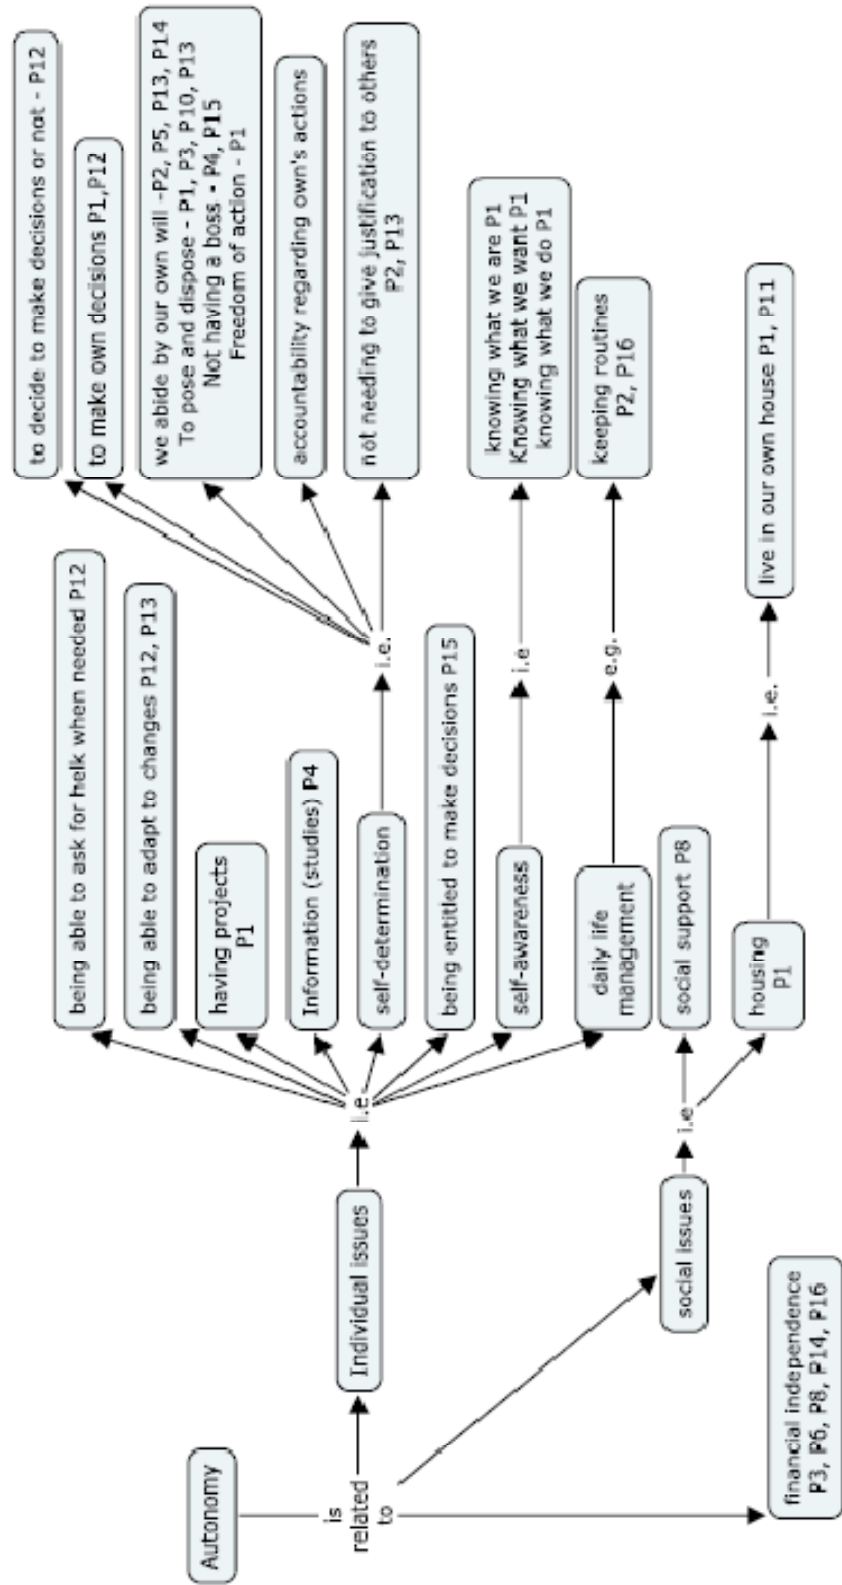 Autonomy
is
related
to
Individual issues
i.e
being able to ask for helk when needed P12
being able to adapt to changes P12, P13
having projects
P1
Information (studies) P4
self-determination
i.e.
to decide to make decisions or not - P12
to make own decisions P1,P12
we abide by our own will -P2, P5, P13, P14
To pose and dispose - P1, P3, P10, P13
Not having a boss - P4, P15
Freedom of action - P1
accountability regarding own's actions
not needing to give justification to others
P2, P13
being entitled to make decisions P15
self-awareness
i.e
knowing what we are P1
Knowing what we want P1
knowing what we do P1
daily life
management
e.g.
keeping routines
P2, P16
social issues
i.e
social support P8
housing
P1
i.e.
live in our own house P1, P11
financial independence
P3, P6, P8, P14, P16